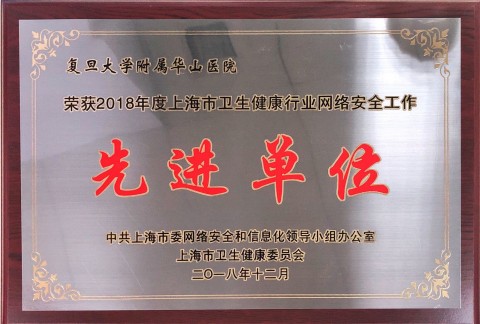 复旦大学附属华山医院
荣获2018年度上海市卫生健康行业网络安全工作
先进单位
中共上海市委网络安全和信息化领导小组办公室
上海市卫生健康委员会
二〇一八年十二月